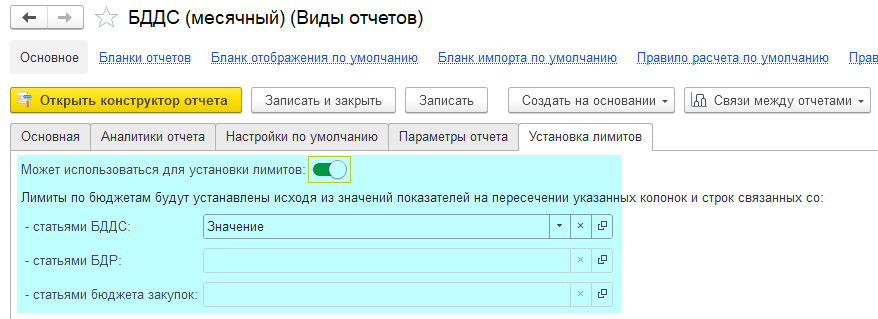 БДДС (месячный) (Виды отчетов)
Основное Бланки отчетов Бланк отображения по умолчанию Бланк импорта по умолчанию Правило расчета по умолчанию Прав
Открыть конструктор отчета Записать и закрыть Записать Создать на основании Связи между отчетами
Основная Аналитики отчета Настройки по умолчанию Параметры отчета Установка лимитов
Может использоваться для установки лимитов:
Лимиты по бюджетам будут установлены исходя из значений показателей на пересечении указанных колонок и строк связанных со:
- статьями БДДС: Значение
- статьями БДР:
- статьями бюджета закупок: